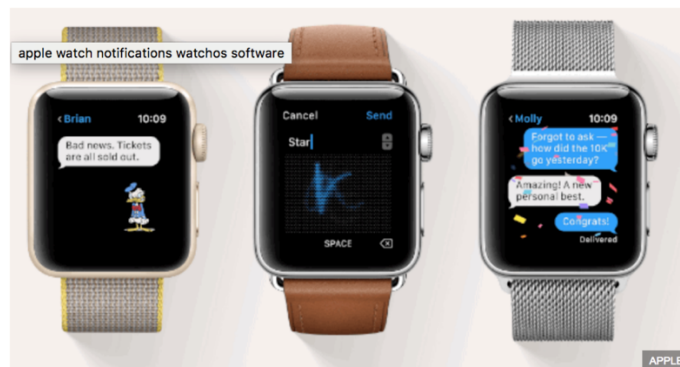 apple watch notifications watchos software
< Brian 10:09
Bad news. Tickets
are all sold out.
Cancel Send
Star
SPACE
< Molly 10:09
Forgot to ask —
how did the 10K
go yesterday?
Amazing! A new
personal best.
Congrats!
Delivered
APPLE